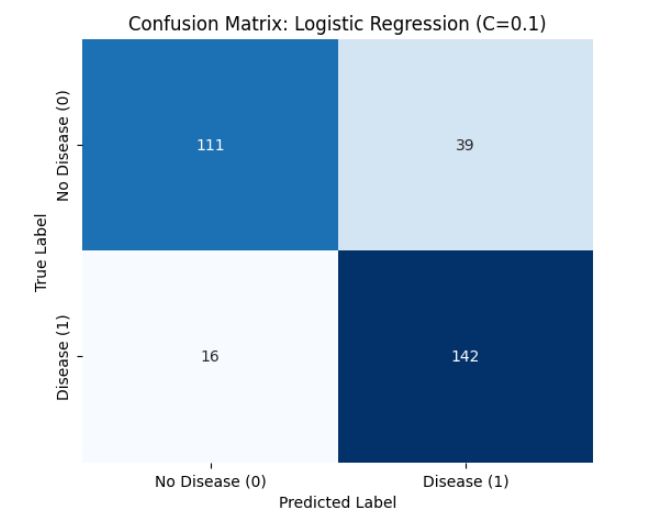 Confusion Matrix: Logistic Regression (C=0.1)
True Label
No Disease (0)
111 39
Disease (1)
16 142
No Disease (0) Disease (1)
Predicted Label